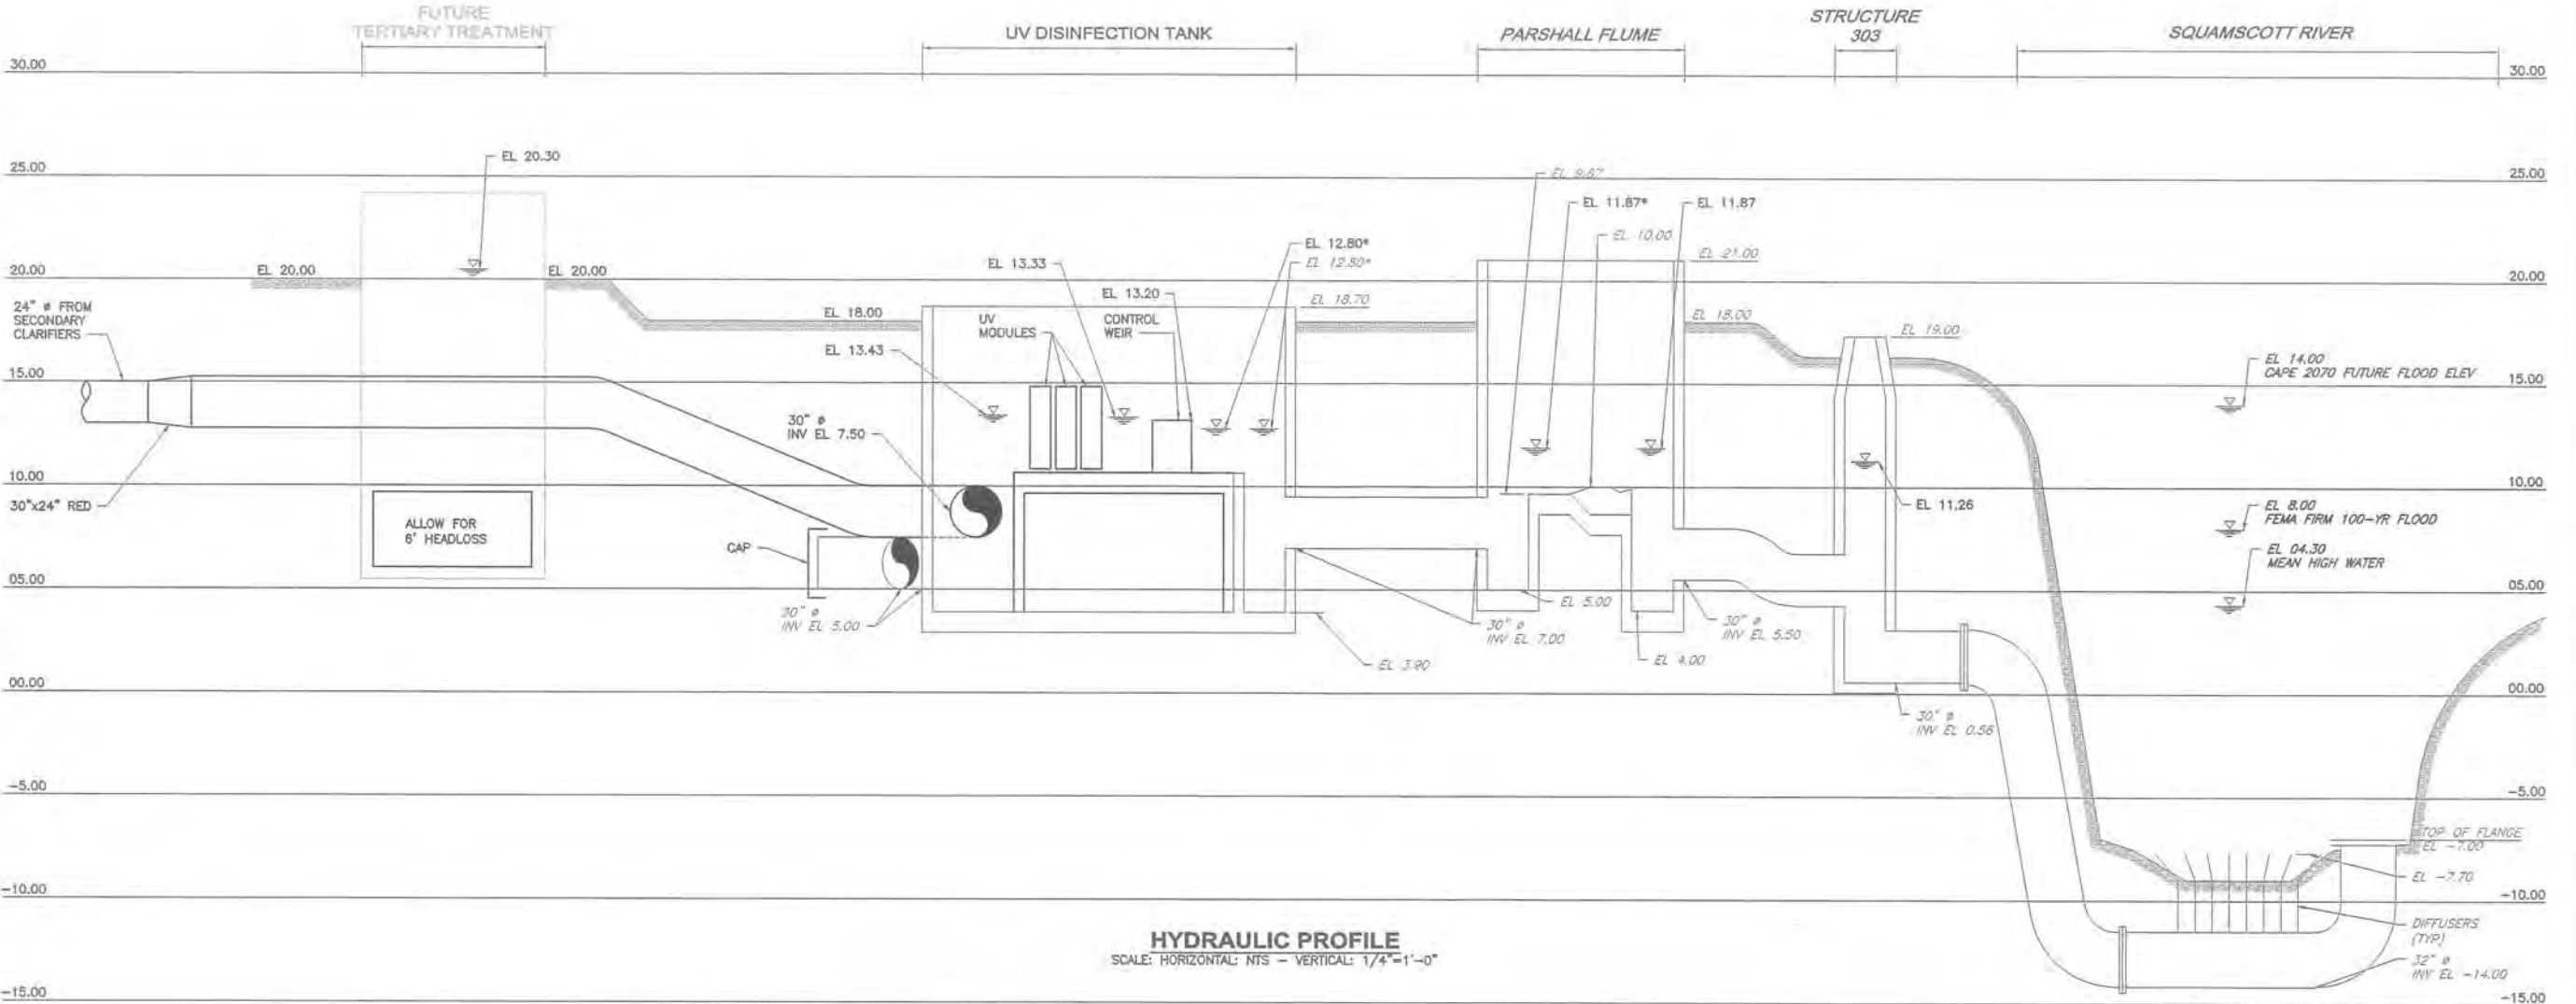 FUTURE
TERTIARY TREATMENT
UV DISINFECTION TANK
PARSHALL FLUME
STRUCTURE
303
SQUAMSCOTT RIVER
30.00
30.00
25.00
25.00
20.00
20.00
15.00
15.00
10.00
10.00
05.00
05.00
00.00
00.00
-5.00
-5.00
-10.00
-10.00
-15.00
-15.00
24" ø FROM
SECONDARY
CLARIFIERS
30"x24" RED
EL 20.00
EL 20.30
EL 20.00
ALLOW FOR
6' HEADLOSS
EL 18.00
EL 13.43
30" ø
INV EL 7.50
CAP
30" ø
INV EL 5.00
UV
MODULES
EL 13.33
EL 13.20
CONTROL
WEIR
EL 12.80*
EL 12.80*
EL 18.70
EL 3.90
EL 9.67
EL 11.87*
EL 10.00
EL 11.87
EL 21.00
EL 18.00
EL 5.00
30" ø
INV EL 7.00
EL 4.00
30" ø
INV EL 5.50
EL 19.00
EL 11.26
30" ø
INV EL 0.56
EL 14.00
CAPE 2070 FUTURE FLOOD ELEV
EL 8.00
FEMA FIRM 100-YR FLOOD
EL 04.30
MEAN HIGH WATER
TOP OF FLANGE
EL -7.00
EL -7.70
DIFFUSERS
(TYP)
32" ø
INV EL -14.00
HYDRAULIC PROFILE
SCALE: HORIZONTAL: NTS - VERTICAL: 1/4"=1'-0"